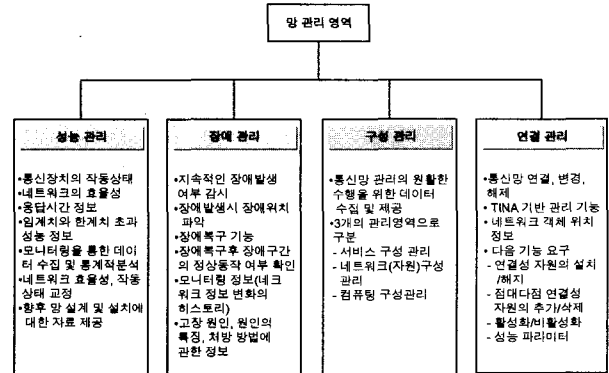 망 관리 영역
성능 관리
•통신장치의 작동상태
•네트워크의 효율성
•응답시간 정보
•임계치와 한계치 초과
성능 정보
•모니터링을 통한 데이
터 수집 및 통계적분석
•네트워크 효율성, 작동
상태 교정
•향후 망 설계 및 설치에
대한 자료 제공
장애 관리
•지속적인 장애발생
여부 감시
•장애발생시 장애위치
파악
•장애복구 기능
•장애복구후 장애구간
의 정상동작 여부 확인
•모니터링 정보(네크
워크 정보 변화의
히스토리)
•고장 원인, 원인의
특징, 처방 방법에
관한 정보
구성 관리
•통신망 관리의 원활한
수행을 위한 데이터
수집 및 제공
•3개의 관리영역으로
구분
- 서비스 구성 관리
- 네트워크(자원)구성
관리
- 컴퓨팅 구성관리
연결 관리
•통신망 연결, 변경,
해제
• TINA 기반 관리 기능
• 네트워크 객체 위치
정보
• 다음 기능 요구
- 연결성 자원의 설치
/해지
- 점대다점 연결성
자원의 추가/삭제
- 활성화/비활성화
- 성능 파라미터